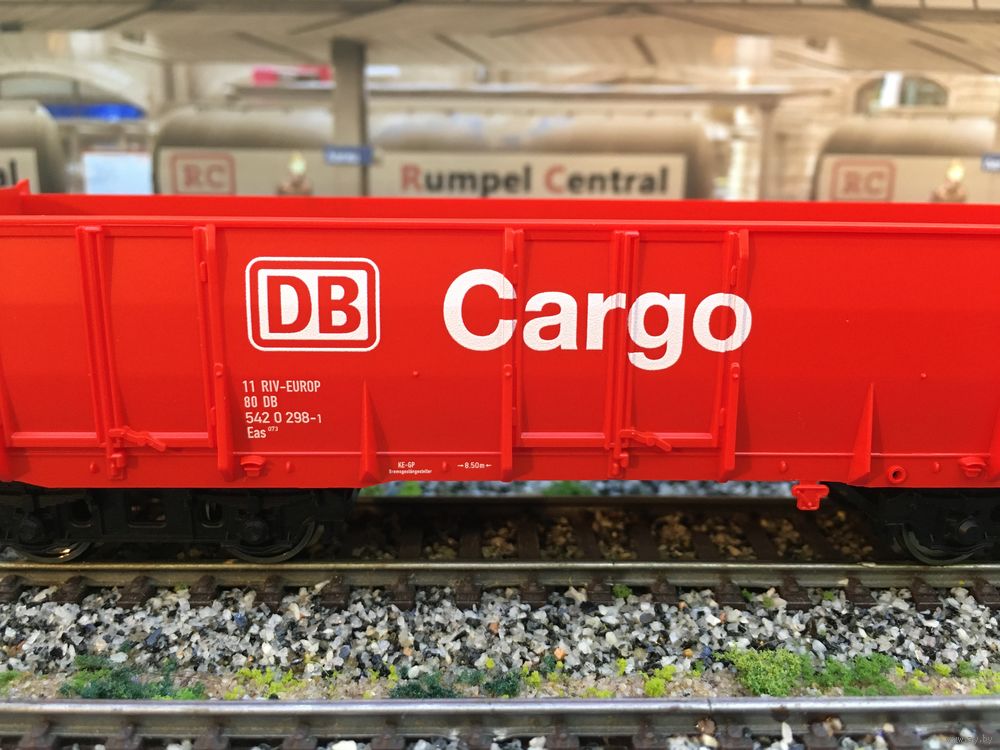 RC
Rumpel Central
RC
DB Cargo
11 RIV-EUROP
80 DB
542 0 298-1
Eas 073
KE-GP
8.50m